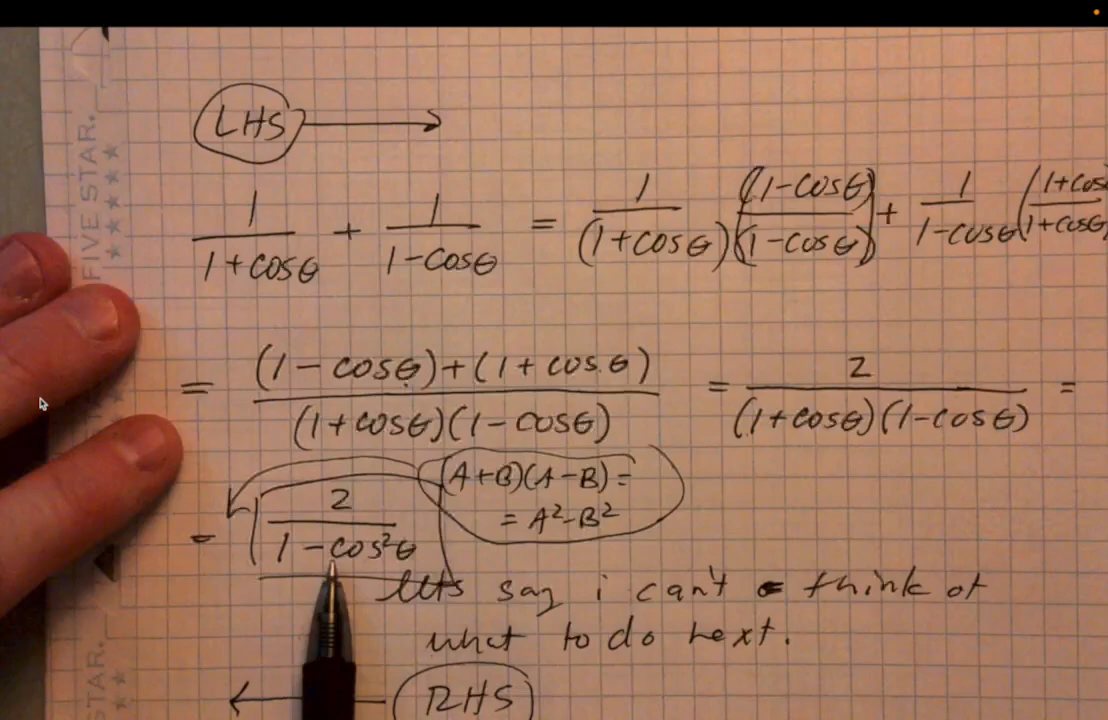 LHS
1/(1+cosθ) + 1/(1-cosθ) = 1/(1+cosθ) ((1-cosθ)/(1-cosθ)) + 1/(1-cosθ) (1+cos/1+cosθ)
= ((1-cosθ)+(1+cosθ))/((1+cosθ)(1-cosθ)) = 2/((1+cosθ)(1-cosθ)) =
(A+B)(A-B) =
= A²-B²
= 2/(1-cos²θ)
lets say i can't think of
what to do next.
RHS
FIVE STAR.
STAR.